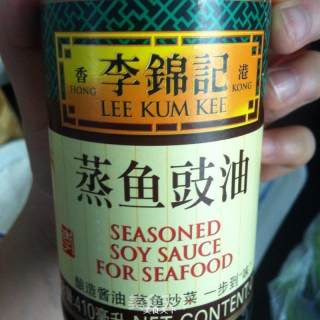 香 李錦記 港
HONG KONG
LEE KUM KEE
蒸鱼豉油
SEASONED
SOY SAUCE
FOR SEAFOOD
酿造酱油 蒸鱼炒菜 一步到"味"
410毫升 NET CONTENT